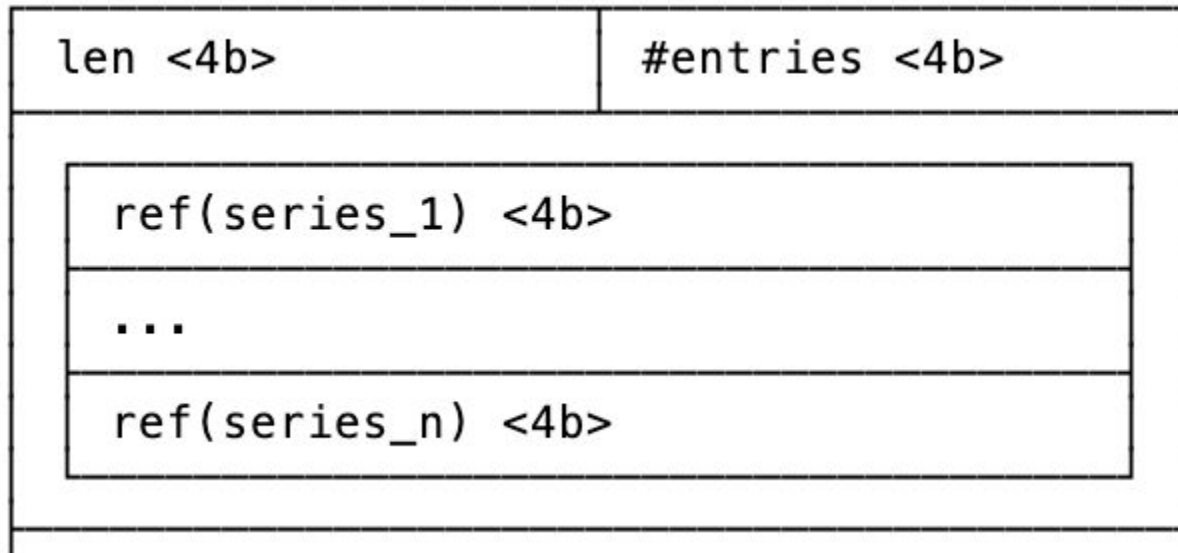 len <4b> #entries <4b>
ref(series_1) <4b>
...
ref(series_n) <4b>